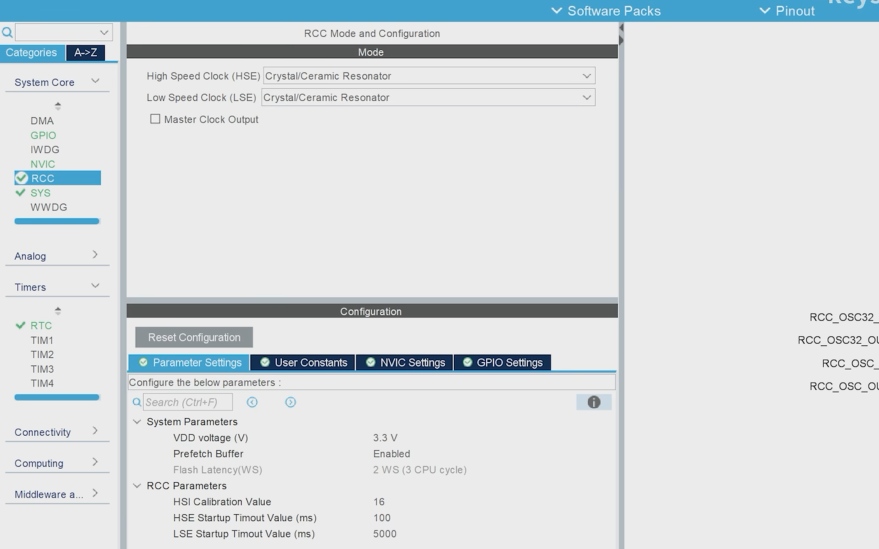 Software Packs
Pinout
RCC Mode and Configuration
Categories
A->Z
Mode
System Core
High Speed Clock (HSE)
Crystal/Ceramic Resonator
Low Speed Clock (LSE)
Crystal/Ceramic Resonator
Master Clock Output
DMA
GPIO
IWDG
NVIC
RCC
SYS
WWDG
Analog
Timers
RTC
TIM1
TIM2
TIM3
TIM4
Connectivity
Computing
Middleware a...
Configuration
Reset Configuration
Parameter Settings
User Constants
NVIC Settings
GPIO Settings
Configure the below parameters :
Search (Ctrl+F)
System Parameters
VDD voltage (V) 3.3 V
Prefetch Buffer Enabled
Flash Latency(WS) 2 WS (3 CPU cycle)
RCC Parameters
HSI Calibration Value 16
HSE Startup Timout Value (ms) 100
LSE Startup Timout Value (ms) 5000
RCC_OSC32_
RCC_OSC32_OU
RCC_OSC_
RCC_OSC_OU